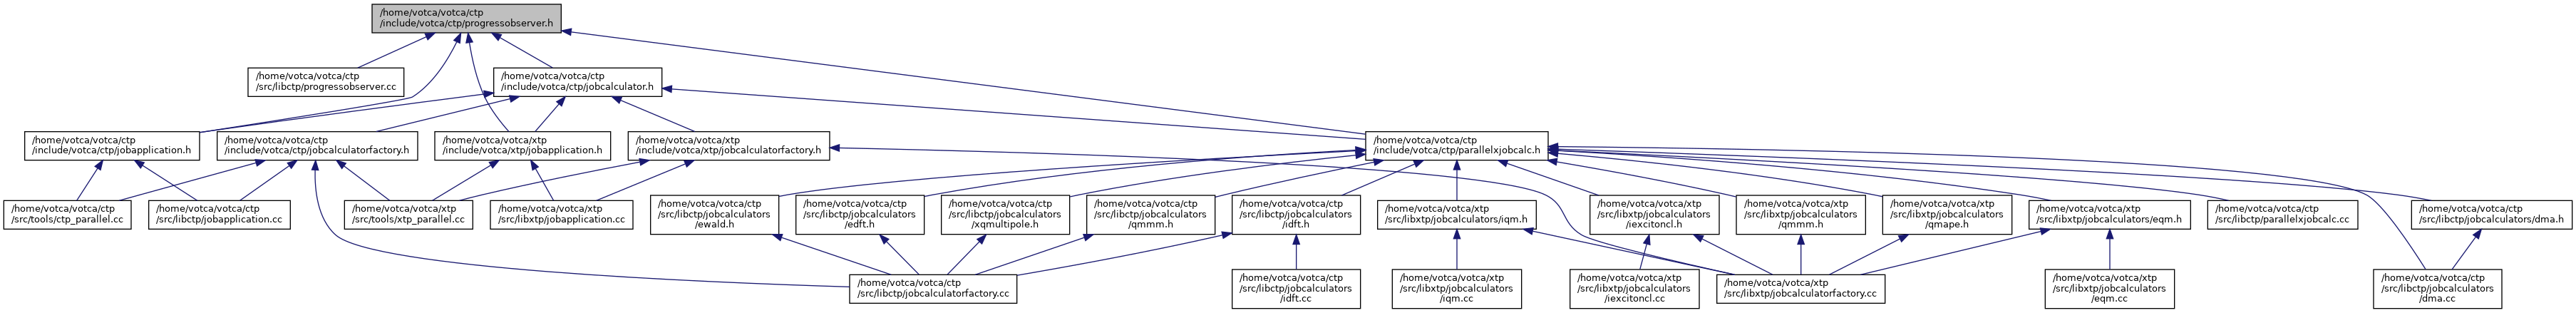 /home/votca/votca/ctp
/include/votca/ctp/progressobserver.h
/home/votca/votca/ctp
/src/libctp/progressobserver.cc
/home/votca/votca/ctp
/include/votca/ctp/jobcalculator.h
/home/votca/votca/ctp
/include/votca/ctp/jobapplication.h
/home/votca/votca/ctp
/include/votca/ctp/jobcalculatorfactory.h
/home/votca/votca/xtp
/include/votca/xtp/jobapplication.h
/home/votca/votca/xtp
/include/votca/xtp/jobcalculatorfactory.h
/home/votca/votca/ctp
/include/votca/ctp/parallelxjobcalc.h
/home/votca/votca/ctp
/src/tools/ctp_parallel.cc
/home/votca/votca/ctp
/src/libctp/jobapplication.cc
/home/votca/votca/xtp
/src/tools/xtp_parallel.cc
/home/votca/votca/xtp
/src/libxtp/jobapplication.cc
/home/votca/votca/ctp
/src/libctp/jobcalculators
/ewald.h
/home/votca/votca/ctp
/src/libctp/jobcalculators
/edft.h
/home/votca/votca/ctp
/src/libctp/jobcalculators
/xqmultipole.h
/home/votca/votca/ctp
/src/libctp/jobcalculators
/qmmm.h
/home/votca/votca/ctp
/src/libctp/jobcalculators
/idft.h
/home/votca/votca/xtp
/src/libxtp/jobcalculators/iqm.h
/home/votca/votca/xtp
/src/libxtp/jobcalculators
/iexcitoncl.h
/home/votca/votca/xtp
/src/libxtp/jobcalculators
/qmmm.h
/home/votca/votca/xtp
/src/libxtp/jobcalculators
/qmape.h
/home/votca/votca/xtp
/src/libxtp/jobcalculators/eqm.h
/home/votca/votca/ctp
/src/libctp/parallelxjobcalc.cc
/home/votca/votca/ctp
/src/libctp/jobcalculators/dma.h
/home/votca/votca/ctp
/src/libctp/jobcalculatorfactory.cc
/home/votca/votca/ctp
/src/libctp/jobcalculators
/idft.cc
/home/votca/votca/xtp
/src/libxtp/jobcalculators
/iqm.cc
/home/votca/votca/xtp
/src/libxtp/jobcalculators
/iexcitoncl.cc
/home/votca/votca/xtp
/src/libxtp/jobcalculatorfactory.cc
/home/votca/votca/xtp
/src/libxtp/jobcalculators
/eqm.cc
/home/votca/votca/ctp
/src/libctp/jobcalculators
/dma.cc